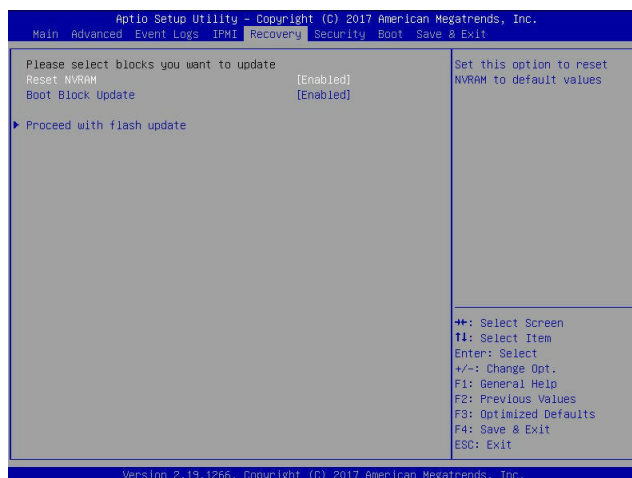 Aptio Setup Utility – Copyright (C) 2017 American Megatrends, Inc.
Main Advanced Event Logs IPMI Recovery Security Boot Save & Exit
Please select blocks you want to update
Reset NVRAM [Enabled]
Boot Block Update [Enabled]
Proceed with flash update
Set this option to reset
NVRAM to default values
→←: Select Screen
↑↓: Select Item
Enter: Select
+/-: Change Opt.
F1: General Help
F2: Previous Values
F3: Optimized Defaults
F4: Save & Exit
ESC: Exit
Version 2.19.1266. Copyright (C) 2017 American Megatrends, Inc.